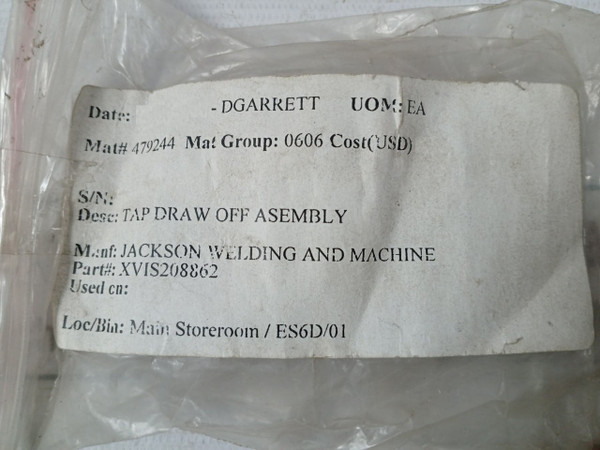 Date: - DGARRETT UOM: EA
Mat# 479244 Mat Group: 0606 Cost(USD)
S/N:
Desc: TAP DRAW OFF ASEMBLY
Manf: JACKSON WELDING AND MACHINE
Part#: XVIS208862
Used on:
Loc/Bin: Main Storeroom / ES6D/01